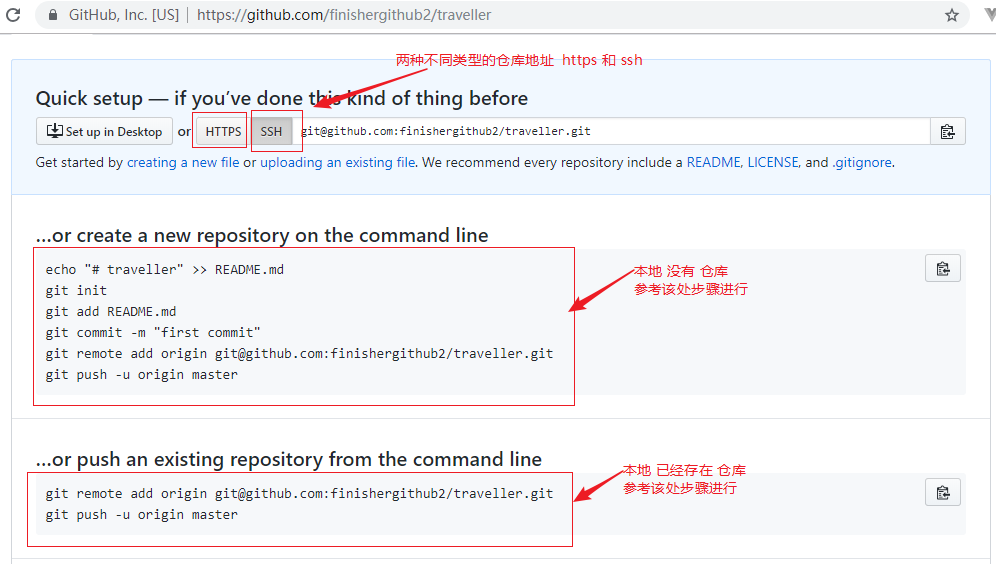 GitHub, Inc. [US] | https://github.com/finishergithub2/traveller
两种不同类型的仓库地址 https 和 ssh
Quick setup — if you’ve done this kind of thing before
Set up in Desktop or HTTPS SSH git@github.com:finishergithub2/traveller.git
Get started by creating a new file or uploading an existing file. We recommend every repository include a README, LICENSE, and .gitignore.
…or create a new repository on the command line
echo "# traveller" >> README.md
git init
git add README.md
git commit -m "first commit"
git remote add origin git@github.com:finishergithub2/traveller.git
git push -u origin master
本地 没有 仓库
参考该处步骤进行
…or push an existing repository from the command line
git remote add origin git@github.com:finishergithub2/traveller.git
git push -u origin master
本地 已经存在 仓库
参考该处步骤进行